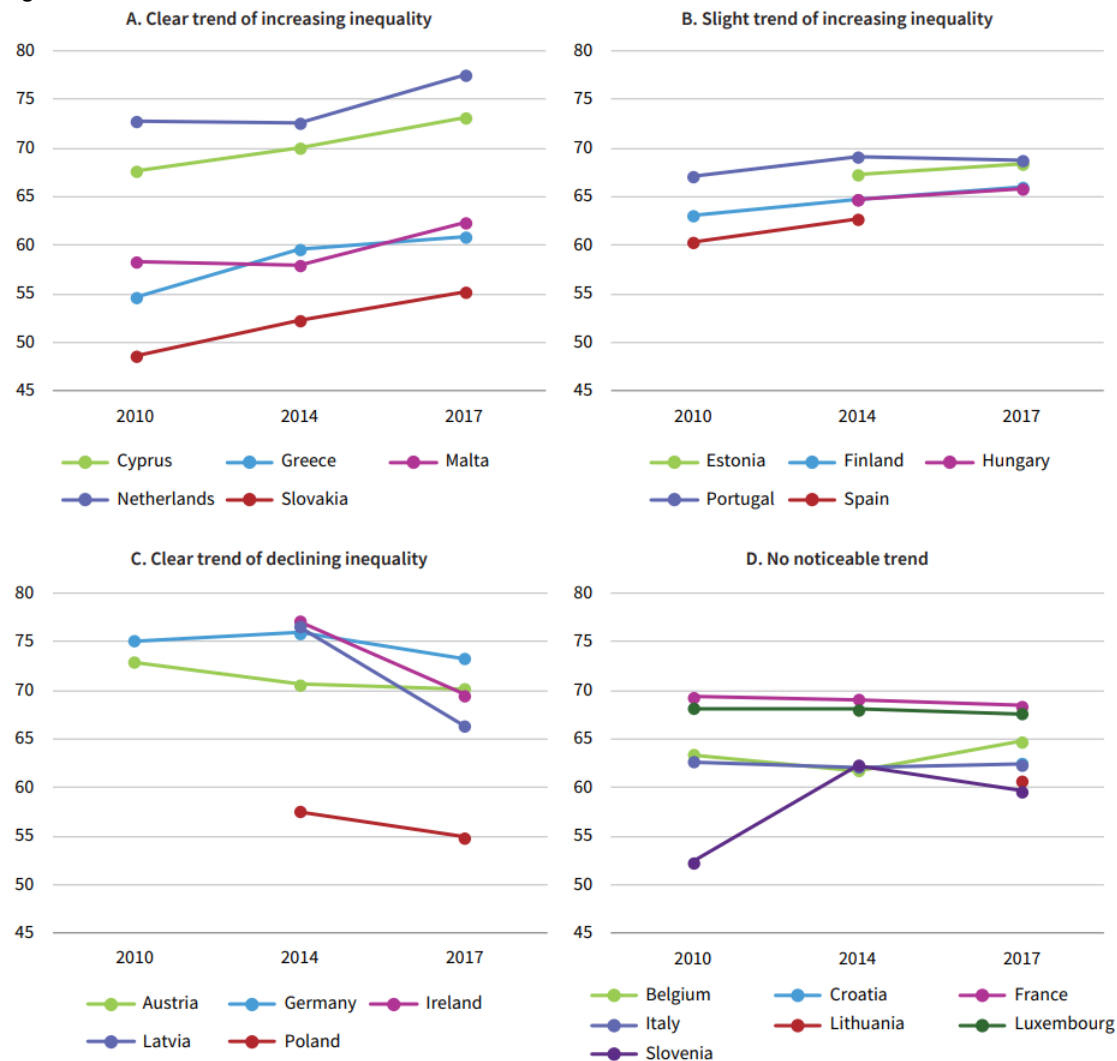 A. Clear trend of increasing inequality
80
75
70
65
60
55
50
45
2010 2014 2017
Cyprus Greece Malta
Netherlands Slovakia
B. Slight trend of increasing inequality
80
75
70
65
60
55
50
45
2010 2014 2017
Estonia Finland Hungary
Portugal Spain
C. Clear trend of declining inequality
80
75
70
65
60
55
50
45
2010 2014 2017
Austria Germany Ireland
Latvia Poland
D. No noticeable trend
80
75
70
65
60
55
50
45
2010 2014 2017
Belgium Croatia France
Italy Lithuania Luxembourg
Slovenia